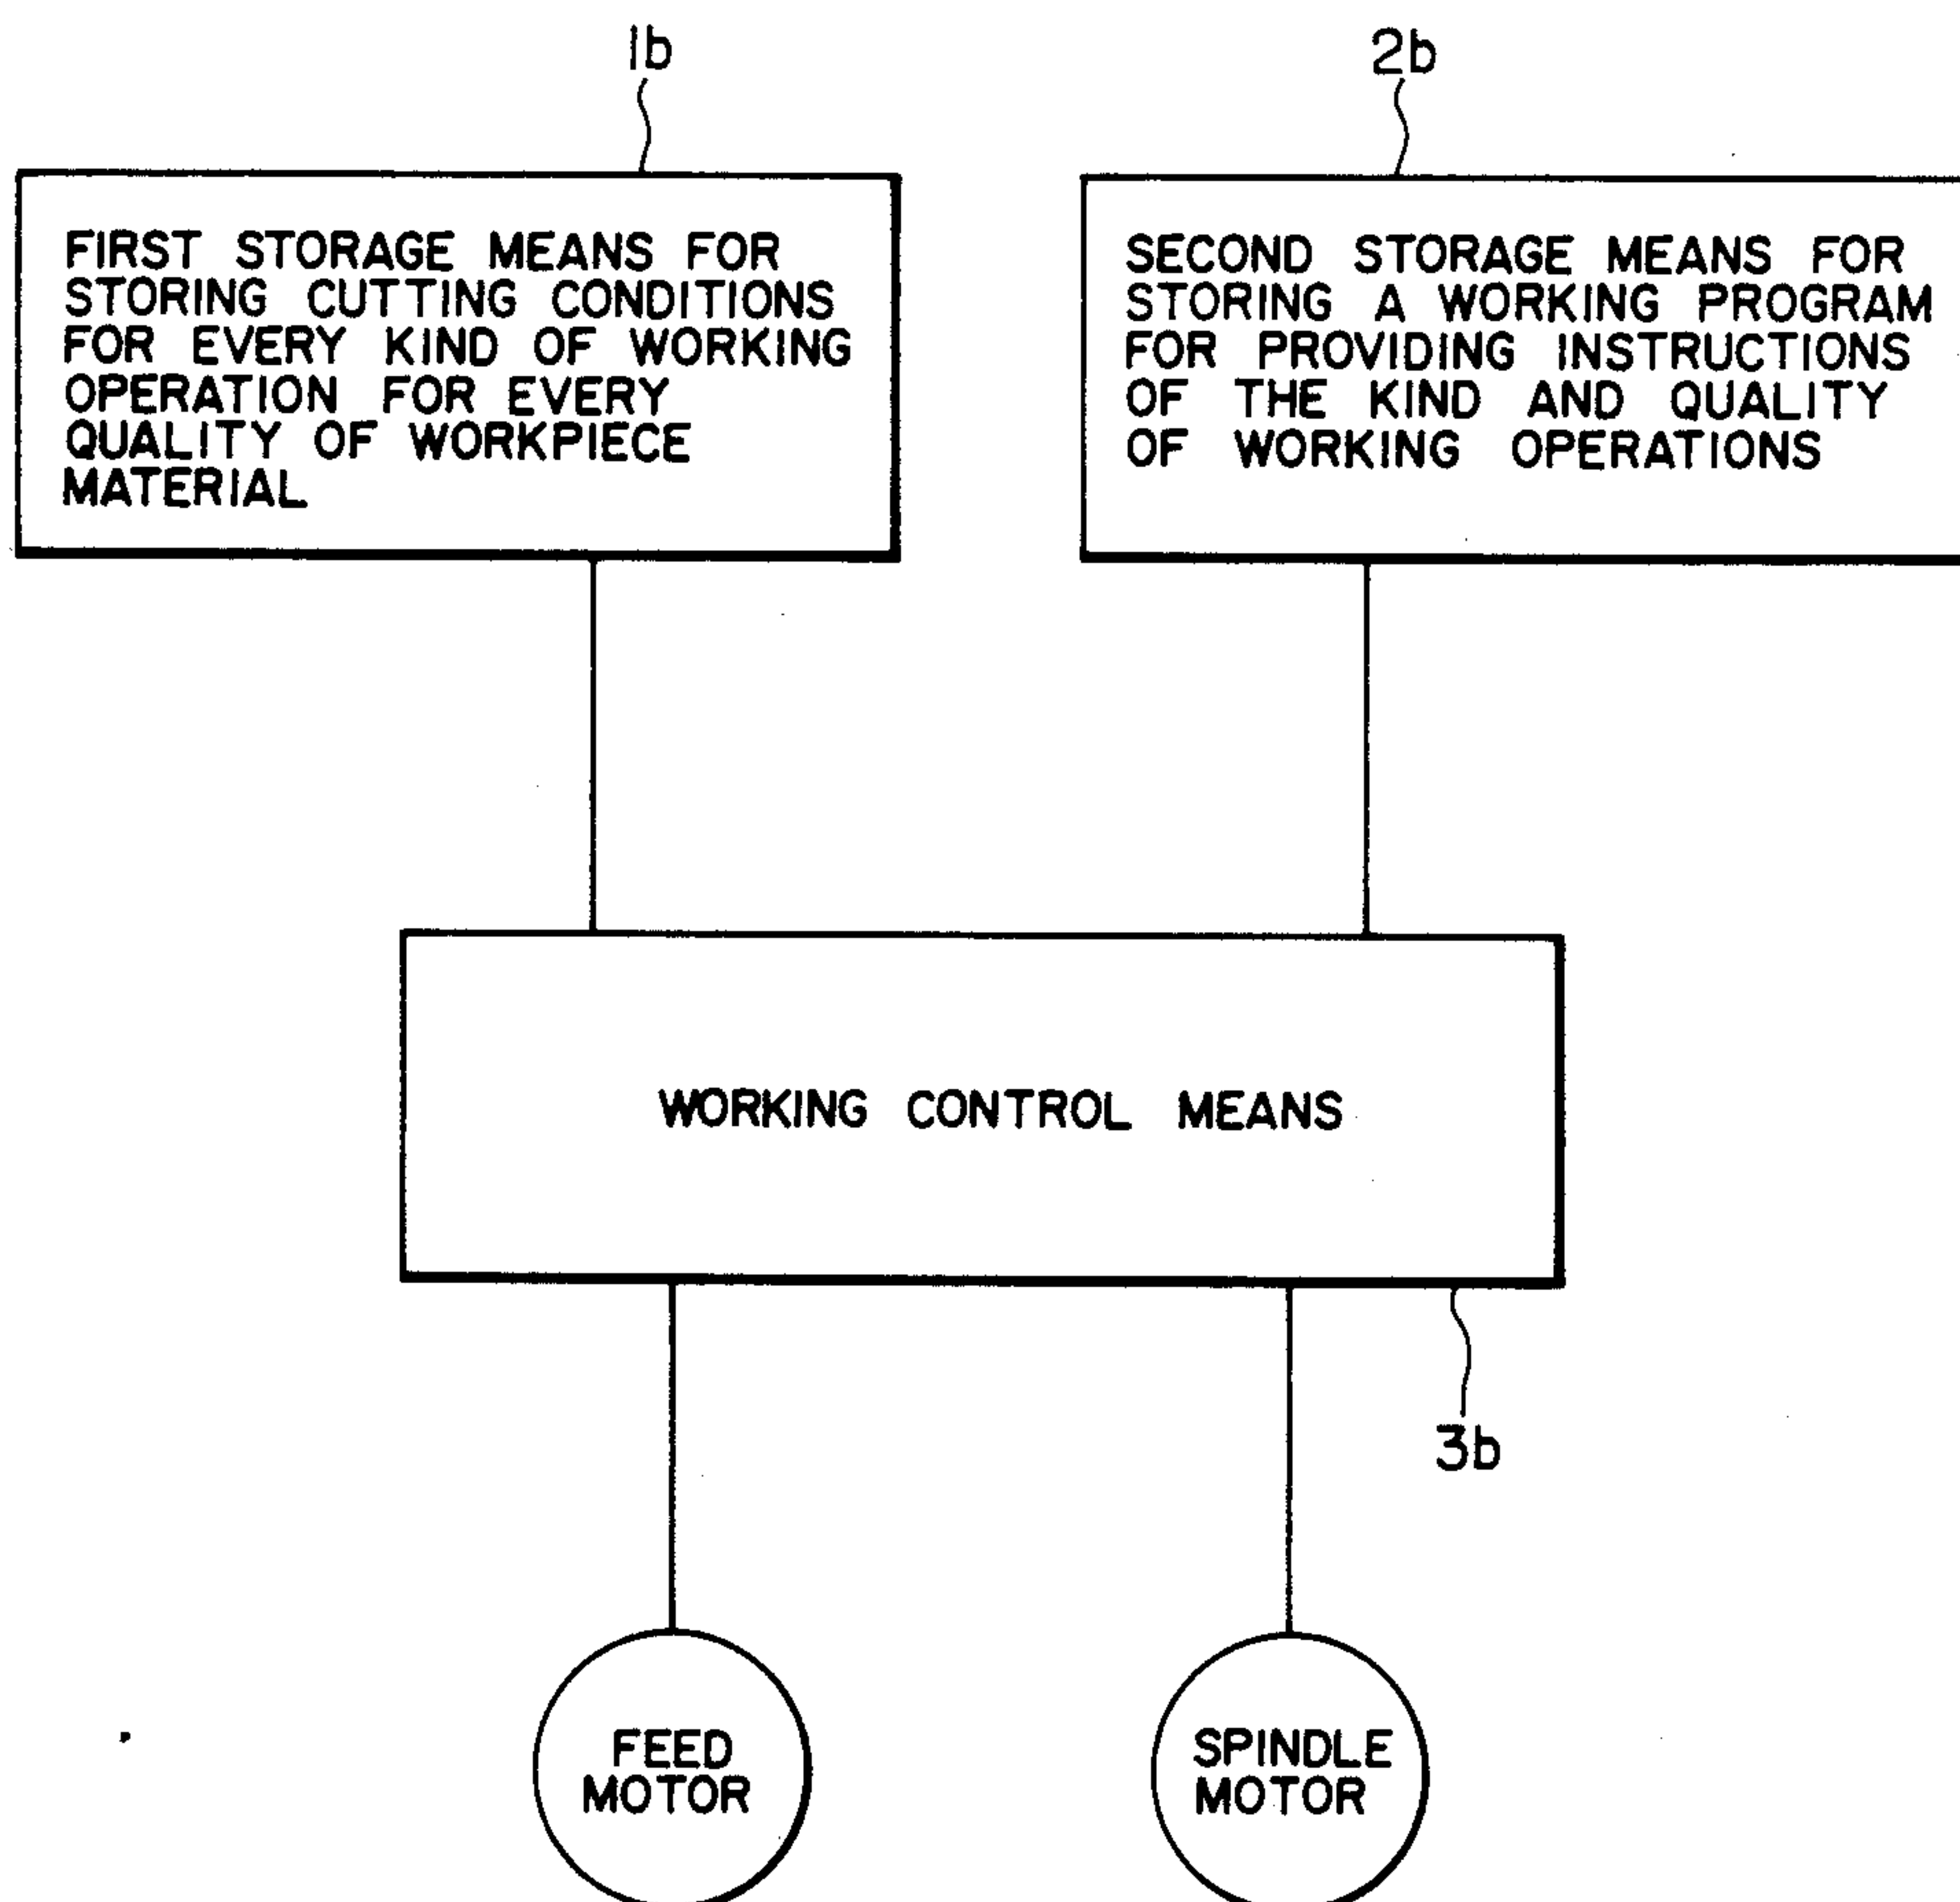 1b
2b
FIRST STORAGE MEANS FOR
STORING CUTTING CONDITIONS
FOR EVERY KIND OF WORKING
OPERATION FOR EVERY
QUALITY OF WORKPIECE
MATERIAL
SECOND STORAGE MEANS FOR
STORING A WORKING PROGRAM
FOR PROVIDING INSTRUCTIONS
OF THE KIND AND QUALITY
OF WORKING OPERATIONS
WORKING CONTROL MEANS
3b
FEED
MOTOR
SPINDLE
MOTOR